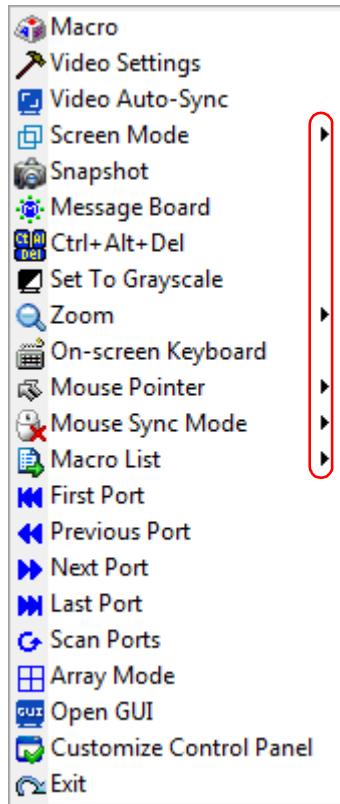 Macro
Video Settings
Video Auto-Sync
Screen Mode
Snapshot
Message Board
Ctrl+Alt+Del
Set To Grayscale
Zoom
On-screen Keyboard
Mouse Pointer
Mouse Sync Mode
Macro List
First Port
Previous Port
Next Port
Last Port
Scan Ports
Array Mode
GUI Open GUI
Customize Control Panel
Exit